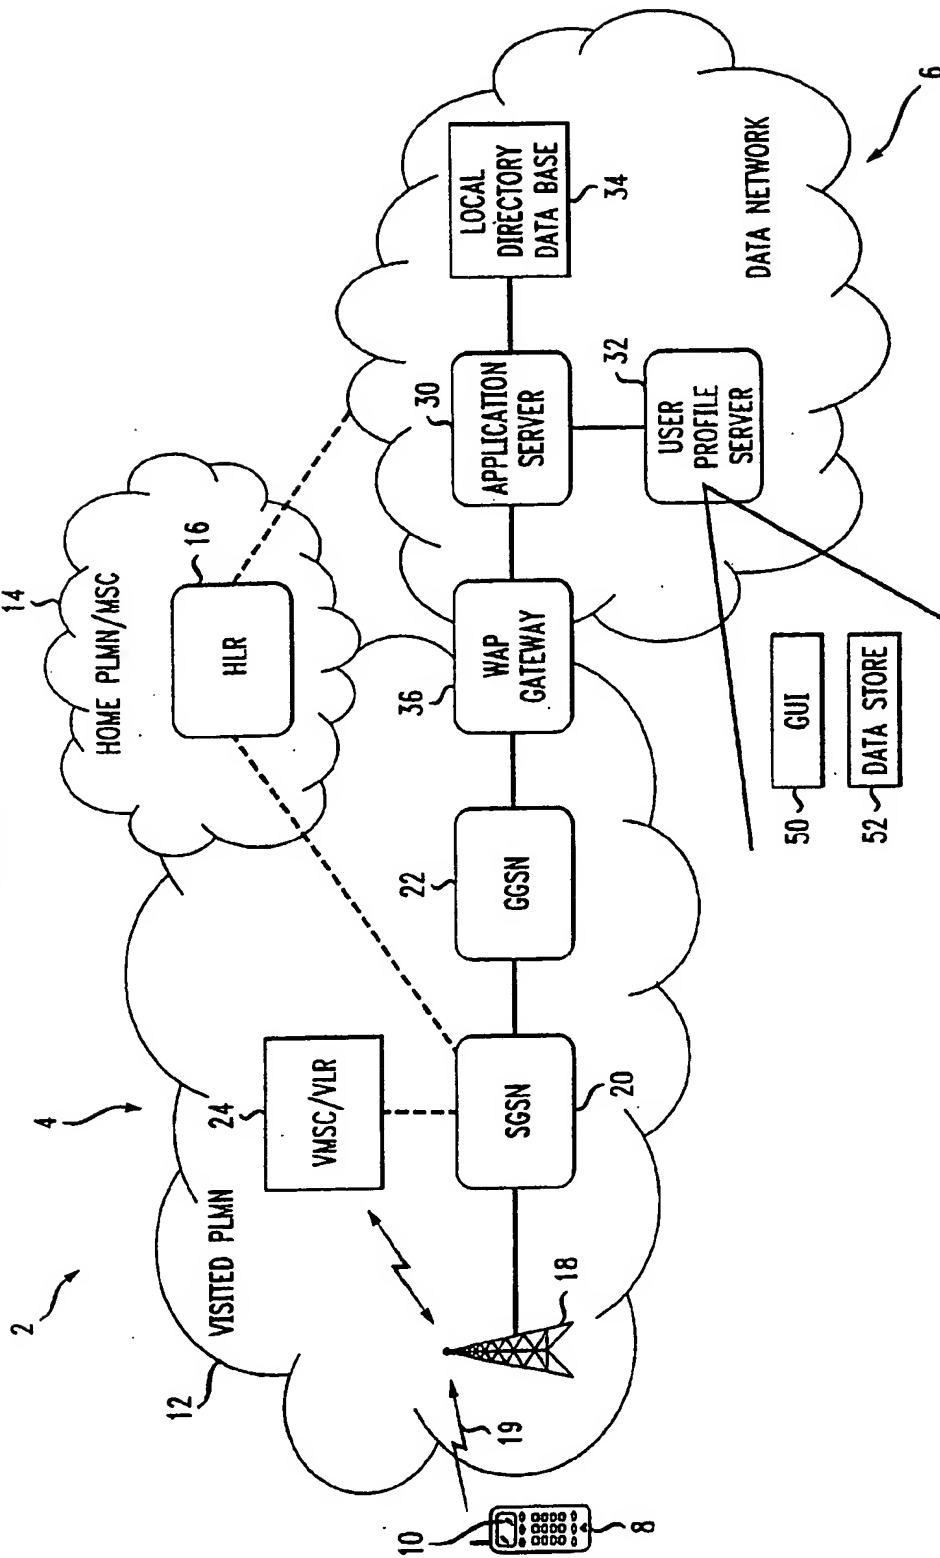 2
4
12
VISITED PLMN
24
VMSC/VLR
10
8
19
18
SGSN
20
22
GGSN
14
HOME PLMN/MSC
16
HLR
36
WAP
GATEWAY
30
APPLICATION
SERVER
32
USER
PROFILE
SERVER
LOCAL
DIRECTORY
DATA BASE
34
DATA NETWORK
6
50
GUI
52
DATA STORE